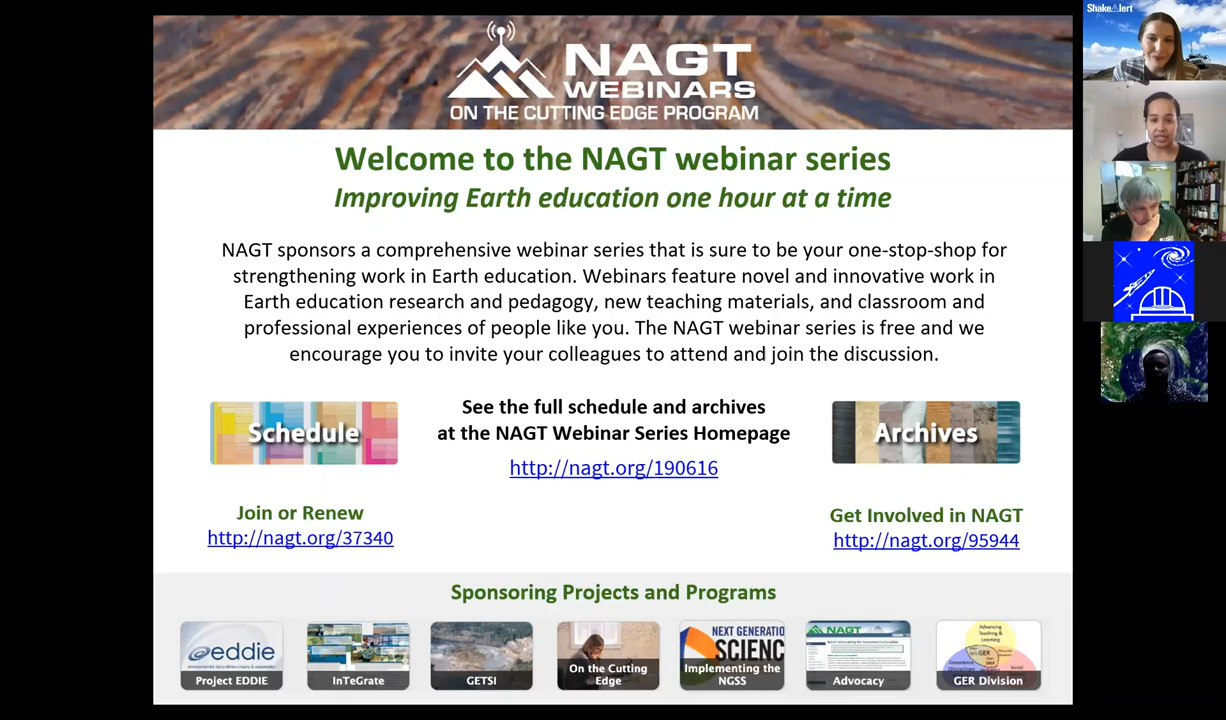 NAGT
WEBINARS
ON THE CUTTING EDGE PROGRAM
Welcome to the NAGT webinar series
Improving Earth education one hour at a time
NAGT sponsors a comprehensive webinar series that is sure to be your one-stop-shop for
strengthening work in Earth education. Webinars feature novel and innovative work in
Earth education research and pedagogy, new teaching materials, and classroom and
professional experiences of people like you. The NAGT webinar series is free and we
encourage you to invite your colleagues to attend and join the discussion.
Schedule
See the full schedule and archives
at the NAGT Webinar Series Homepage
http://nagt.org/190616
Archives
Join or Renew
http://nagt.org/37340
Get Involved in NAGT
http://nagt.org/95944
Sponsoring Projects and Programs
eddie
Project EDDIE
InTeGrate
GETSI
On the Cutting
Edge
NEXT GENERATIO
SCIENC
Implementing the
NGSS
NAGT
Advocacy
Advancing
Teaching &
Learning
GER
GER Division
ShakeAlert